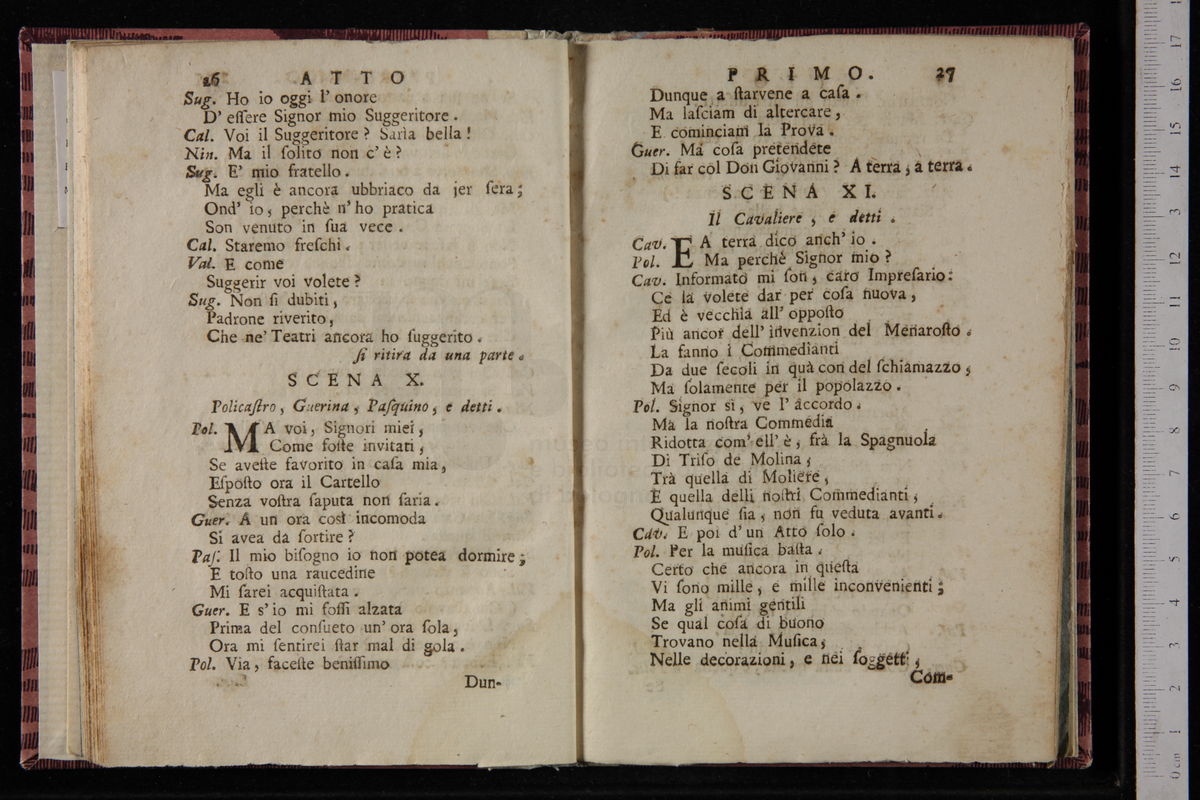 26 ATTO
Sug. Ho io oggi l' onore
D' eſſere Signor mio Suggeritore.
Cal. Voi il Suggeritore? Saria bella!
Nin. Ma il ſolito non c' è?
Sug. E' mio fratello.
Ma egli è ancora ubbriaco da jer ſera;
Ond' io, perchè n' ho pratica
Son venuto in ſua vece.
Cal. Staremo freſchi.
Val. E come
Suggerir voi volete?
Sug. Non ſi dubiti,
Padrone riverito,
Che ne' Teatri ancora ho ſuggerito.
ſi ritira da una parte.
SCENA X.
Policaſtro, Guerina, Paſquino, e detti.
Pol. MA voi, Signori miei,
Come foſte invitati,
Se aveſte favorito in caſa mia,
Eſpoſto ora il Cartello
Senza voſtra ſaputa non ſaria.
Guer. A un ora così incomoda
Si avea da ſortire?
Paſ. Il mio biſogno io non potea dormire;
E toſto una raucedine
Mi ſarei acquiſtata.
Guer. E s' io mi foſſi alzata
Prima del conſueto un' ora ſola,
Ora mi ſentirei ſtar mal di gola.
Pol. Via, faceſte beniſſimo
Dun-
PRIMO. 27
Dunque a ſtarvene a caſa.
Ma laſciam di altercare,
E cominciam la Prova.
Guer. Ma coſa pretendete
Di far col Don Giovanni? A terra, a terra.
SCENA XI.
Il Cavaliere, e detti.
Cav. E A terra dico anch' io.
Pol. Ma perchè Signor mio?
Cav. Informato mi ſon, caro Impreſario:
Ce la volete dar per coſa nuova,
Ed è vecchia all' oppoſto
Più ancor dell' invenzion del Menaroſto.
La fanno i Commedianti
Da due ſecoli in quà con del ſchiamazzo,
Ma ſolamente per il popolazzo.
Pol. Signor sì, ve l' accordo.
Ma la noſtra Commedia
Ridotta com' ell' è, frà la Spagnuola
Di Triſo de Molina,
Trà quella di Moliere,
E quella delli noſtri Commedianti,
Qualunque ſia, non fu veduta avanti.
Cav. E poi d' un Atto ſolo.
Pol. Per la muſica baſta.
Certo che ancora in queſta
Vi ſono mille, e mille inconvenienti;
Ma gli animi gentili
Se qual coſa di buono
Trovano nella Muſica,
Nelle decorazioni, e nei ſoggetti,
Com-